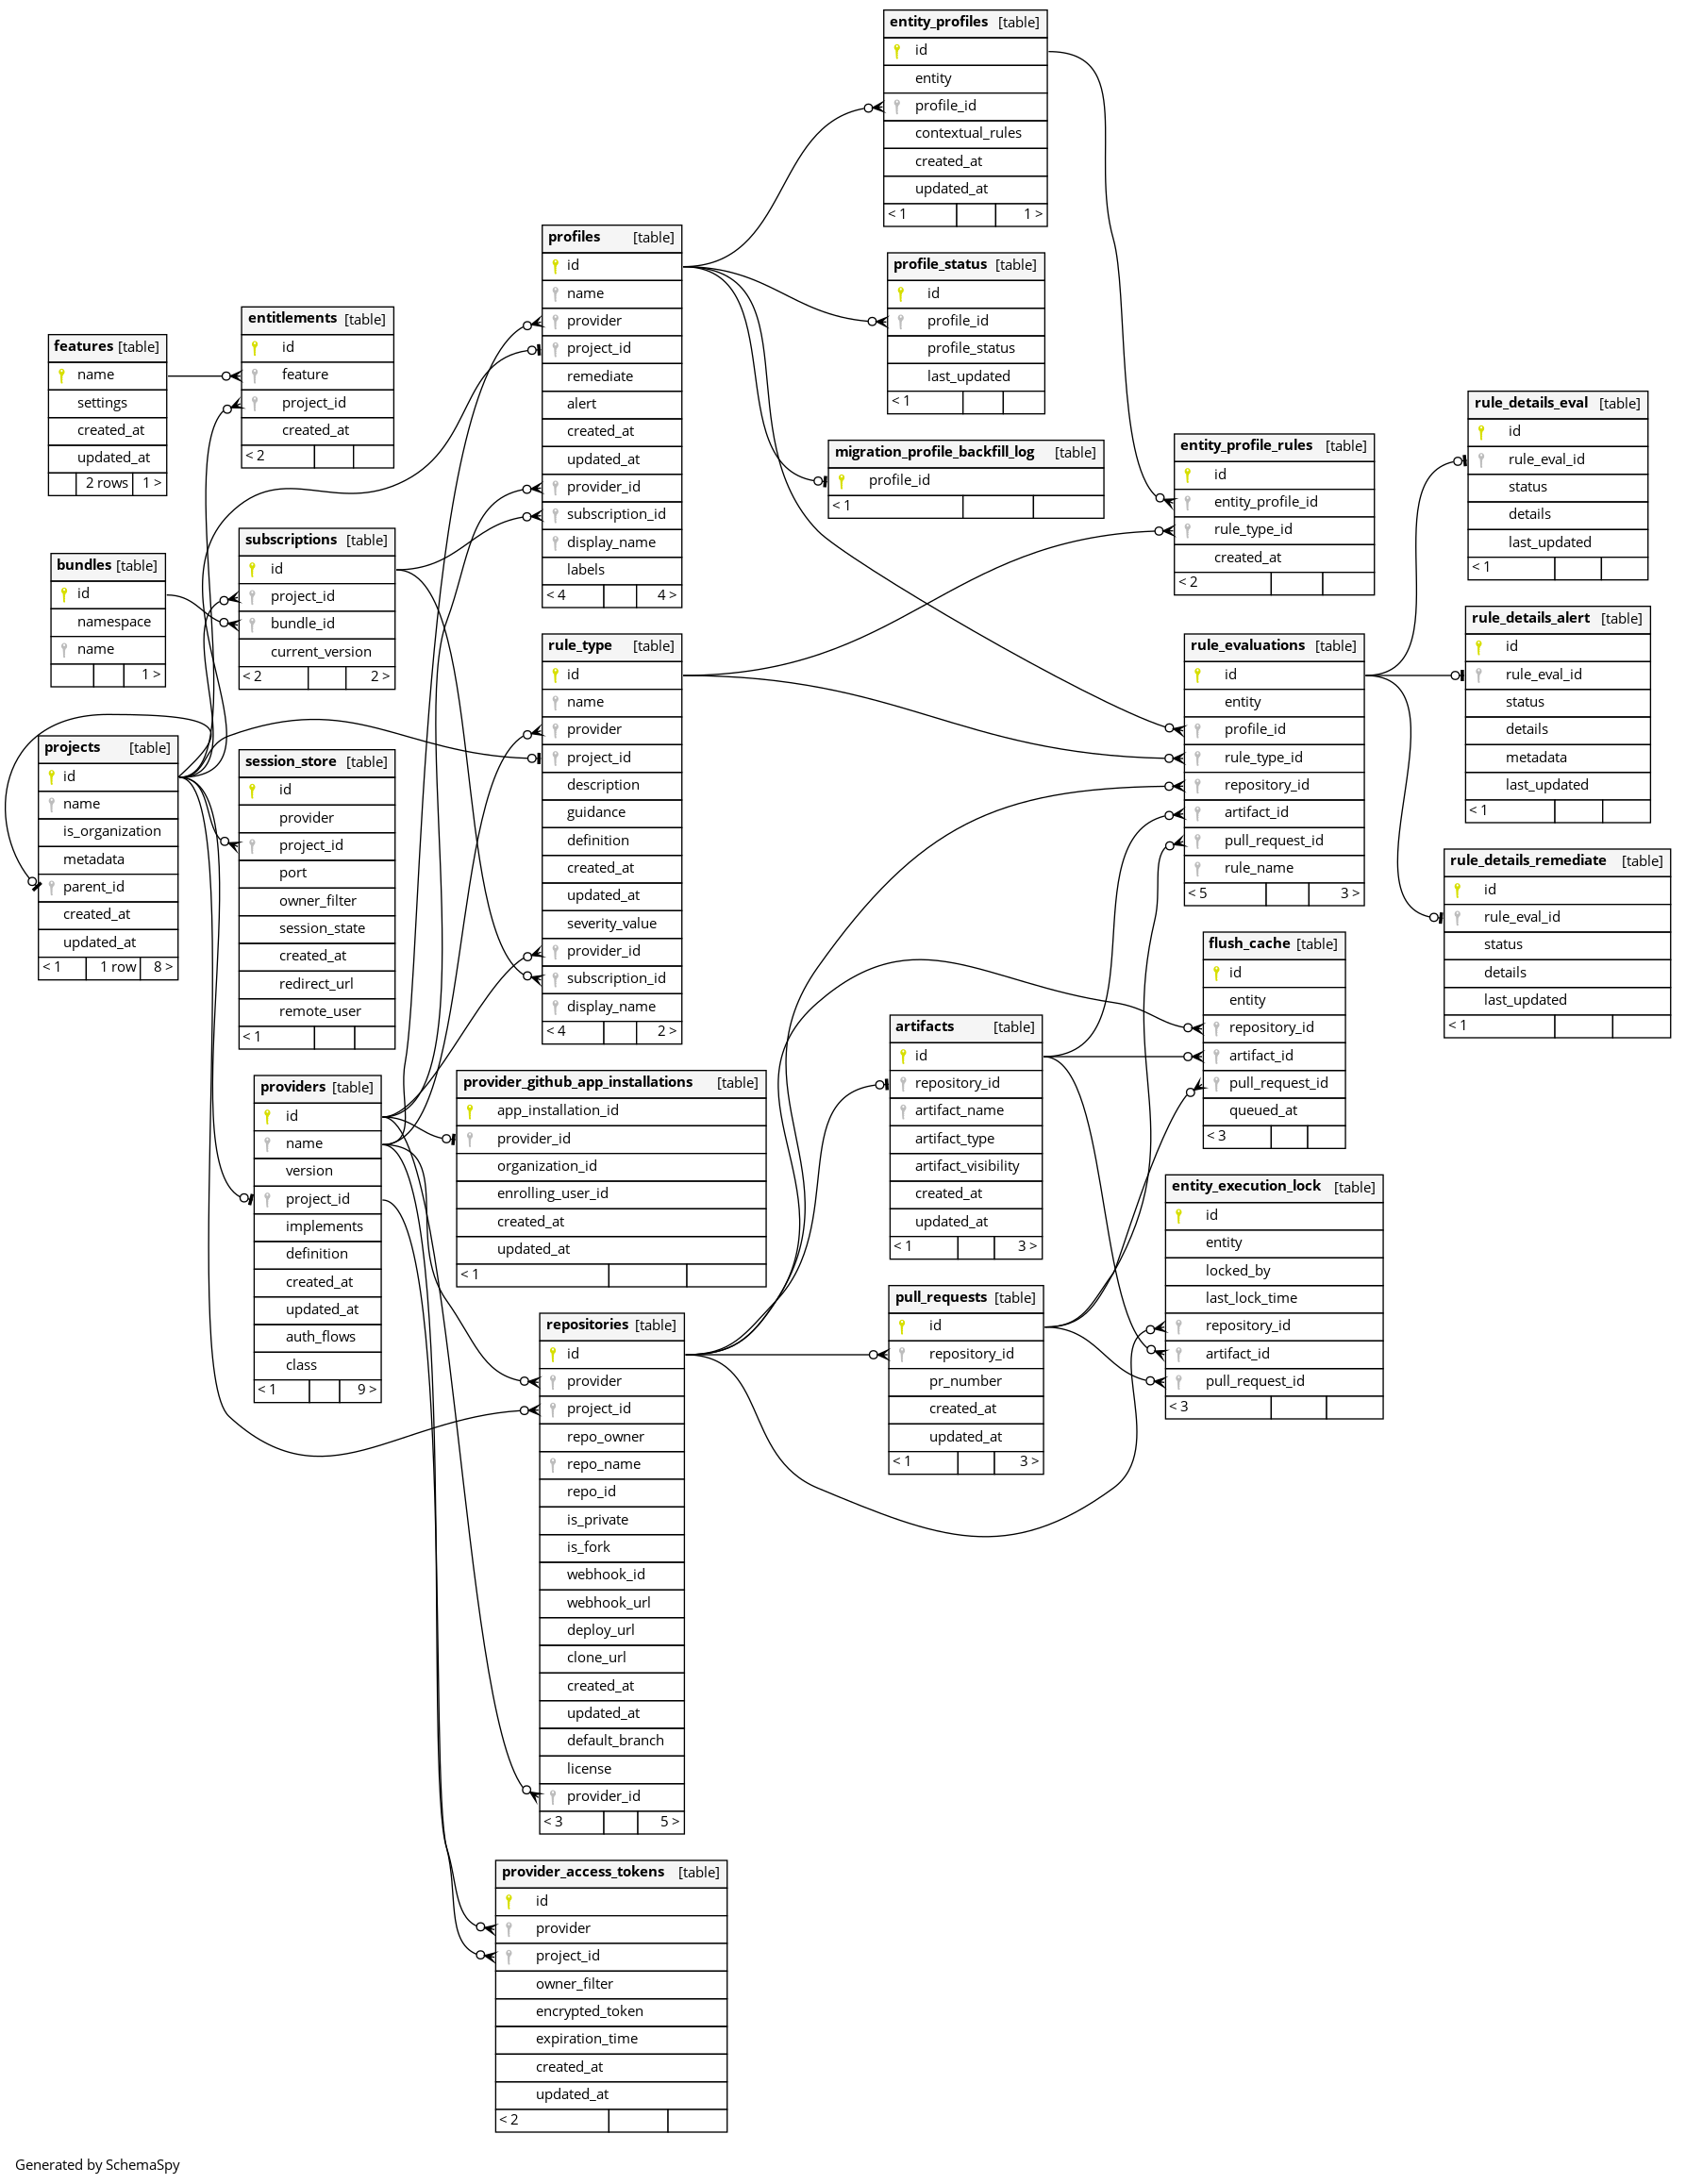 entity_profiles [table]
id
entity
profile_id
contextual_rules
created_at
updated_at
< 1 1 >
profiles [table]
id
name
provider
project_id
remediate
alert
created_at
updated_at
provider_id
subscription_id
display_name
labels
< 4 4 >
profile_status [table]
id
profile_id
profile_status
last_updated
< 1
entitlements [table]
id
feature
project_id
created_at
< 2
features [table]
name
settings
created_at
updated_at
2 rows 1 >
migration_profile_backfill_log [table]
profile_id
< 1
entity_profile_rules [table]
id
entity_profile_id
rule_type_id
created_at
< 2
rule_details_eval [table]
id
rule_eval_id
status
details
last_updated
< 1
subscriptions [table]
id
project_id
bundle_id
current_version
< 2 2 >
bundles [table]
id
namespace
name
1 >
rule_type [table]
id
name
provider
project_id
description
guidance
definition
created_at
updated_at
severity_value
provider_id
subscription_id
display_name
< 4 2 >
rule_evaluations [table]
id
entity
profile_id
rule_type_id
repository_id
artifact_id
pull_request_id
rule_name
< 5 3 >
rule_details_alert [table]
id
rule_eval_id
status
details
metadata
last_updated
< 1
projects [table]
id
name
is_organization
metadata
parent_id
created_at
updated_at
< 1 1 row 8 >
session_store [table]
id
provider
project_id
port
owner_filter
session_state
created_at
redirect_url
remote_user
< 1
rule_details_remediate [table]
id
rule_eval_id
status
details
last_updated
< 1
flush_cache [table]
id
entity
repository_id
artifact_id
pull_request_id
queued_at
< 3
artifacts [table]
id
repository_id
artifact_name
artifact_type
artifact_visibility
created_at
updated_at
< 1 3 >
providers [table]
id
name
version
project_id
implements
definition
created_at
updated_at
auth_flows
class
< 1 9 >
provider_github_app_installations [table]
app_installation_id
provider_id
organization_id
enrolling_user_id
created_at
updated_at
< 1
entity_execution_lock [table]
id
entity
locked_by
last_lock_time
repository_id
artifact_id
pull_request_id
< 3
pull_requests [table]
id
repository_id
pr_number
created_at
updated_at
< 1 3 >
repositories [table]
id
provider
project_id
repo_owner
repo_name
repo_id
is_private
is_fork
webhook_id
webhook_url
deploy_url
clone_url
created_at
updated_at
default_branch
license
provider_id
< 3 5 >
provider_access_tokens [table]
id
provider
project_id
owner_filter
encrypted_token
expiration_time
created_at
updated_at
< 2
Generated by SchemaSpy